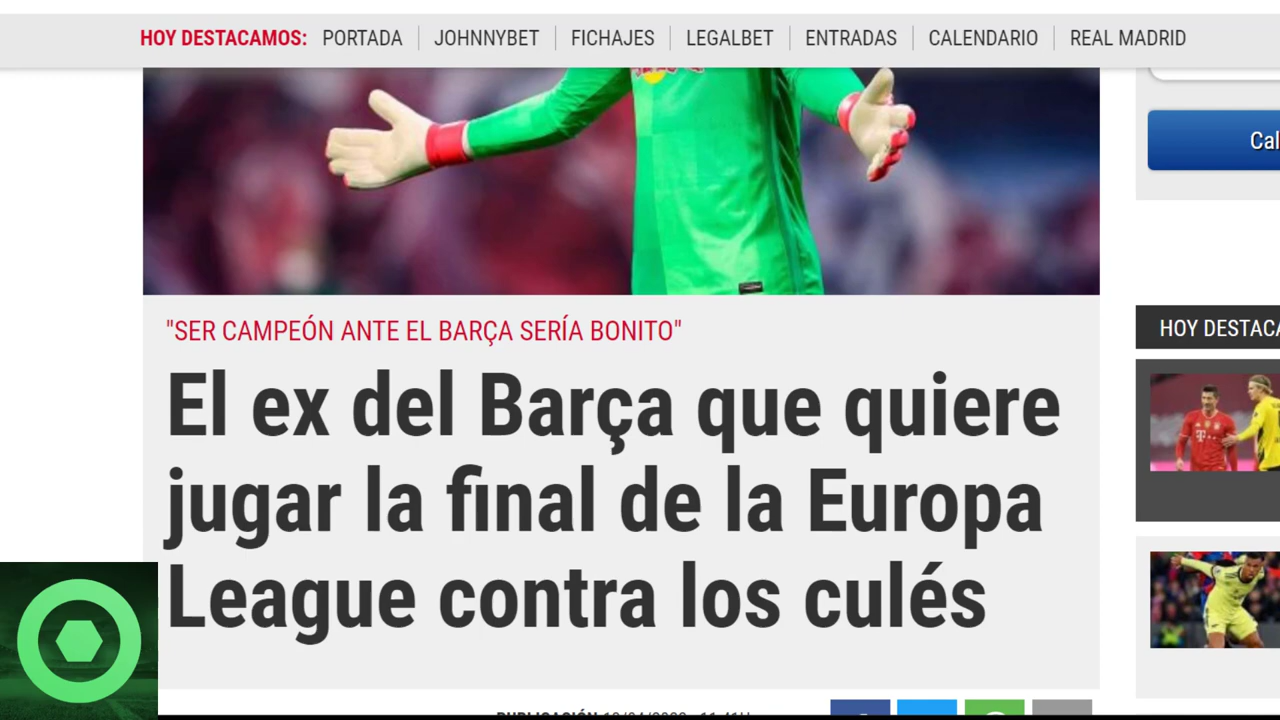 HOY DESTACAMOS: PORTADA JOHNNYBET FICHAJES LEGALBET ENTRADAS CALENDARIO REAL MADRID
Cal
"SER CAMPEÓN ANTE EL BARÇA SERÍA BONITO"
HOY DESTACA
El ex del Barça que quiere
jugar la final de la Europa
League contra los culés